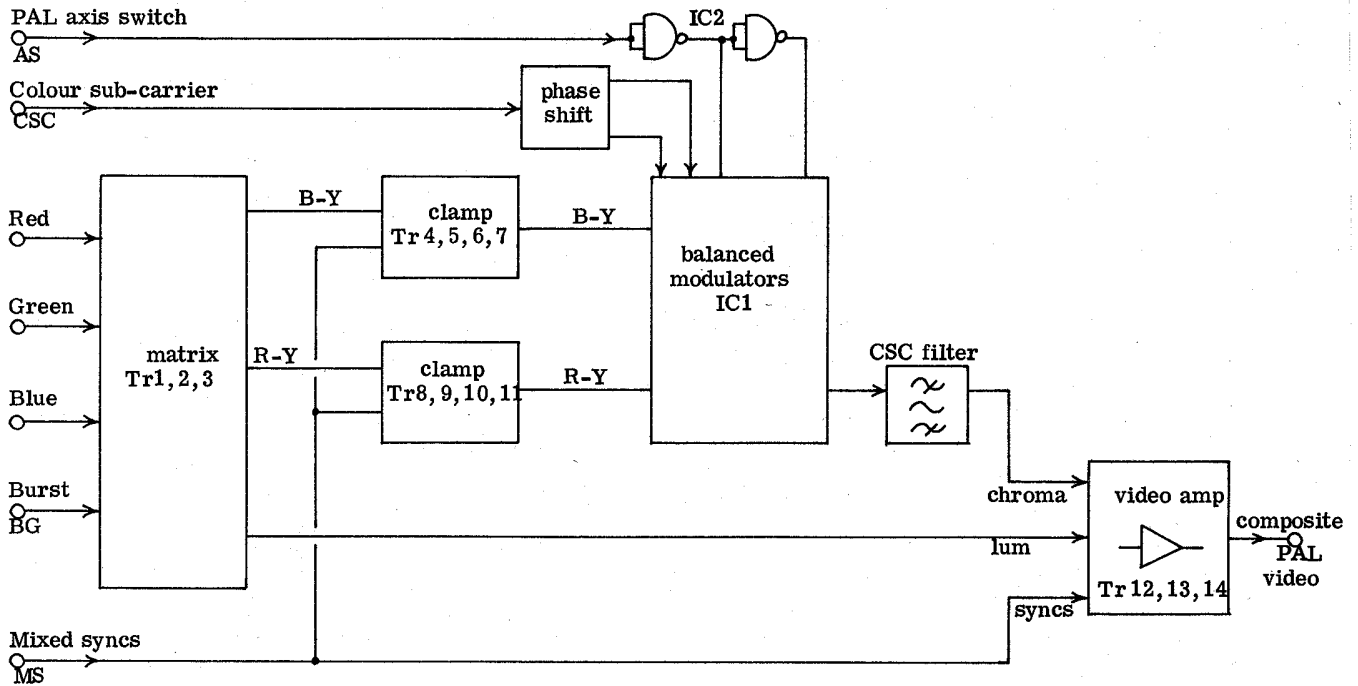 PAL axis switch
AS
IC2
Colour sub-carrier
CSC
phase
shift
Red
Green
Blue
Burst
BG
matrix
Tr1, 2, 3
B-Y
R-Y
clamp
Tr 4, 5, 6, 7
clamp
Tr8, 9, 10, 11
B-Y
R-Y
balanced
modulators
IC1
CSC filter
chroma
lum
syncs
video amp
Tr 12, 13, 14
composite
PAL
video
Mixed syncs
MS